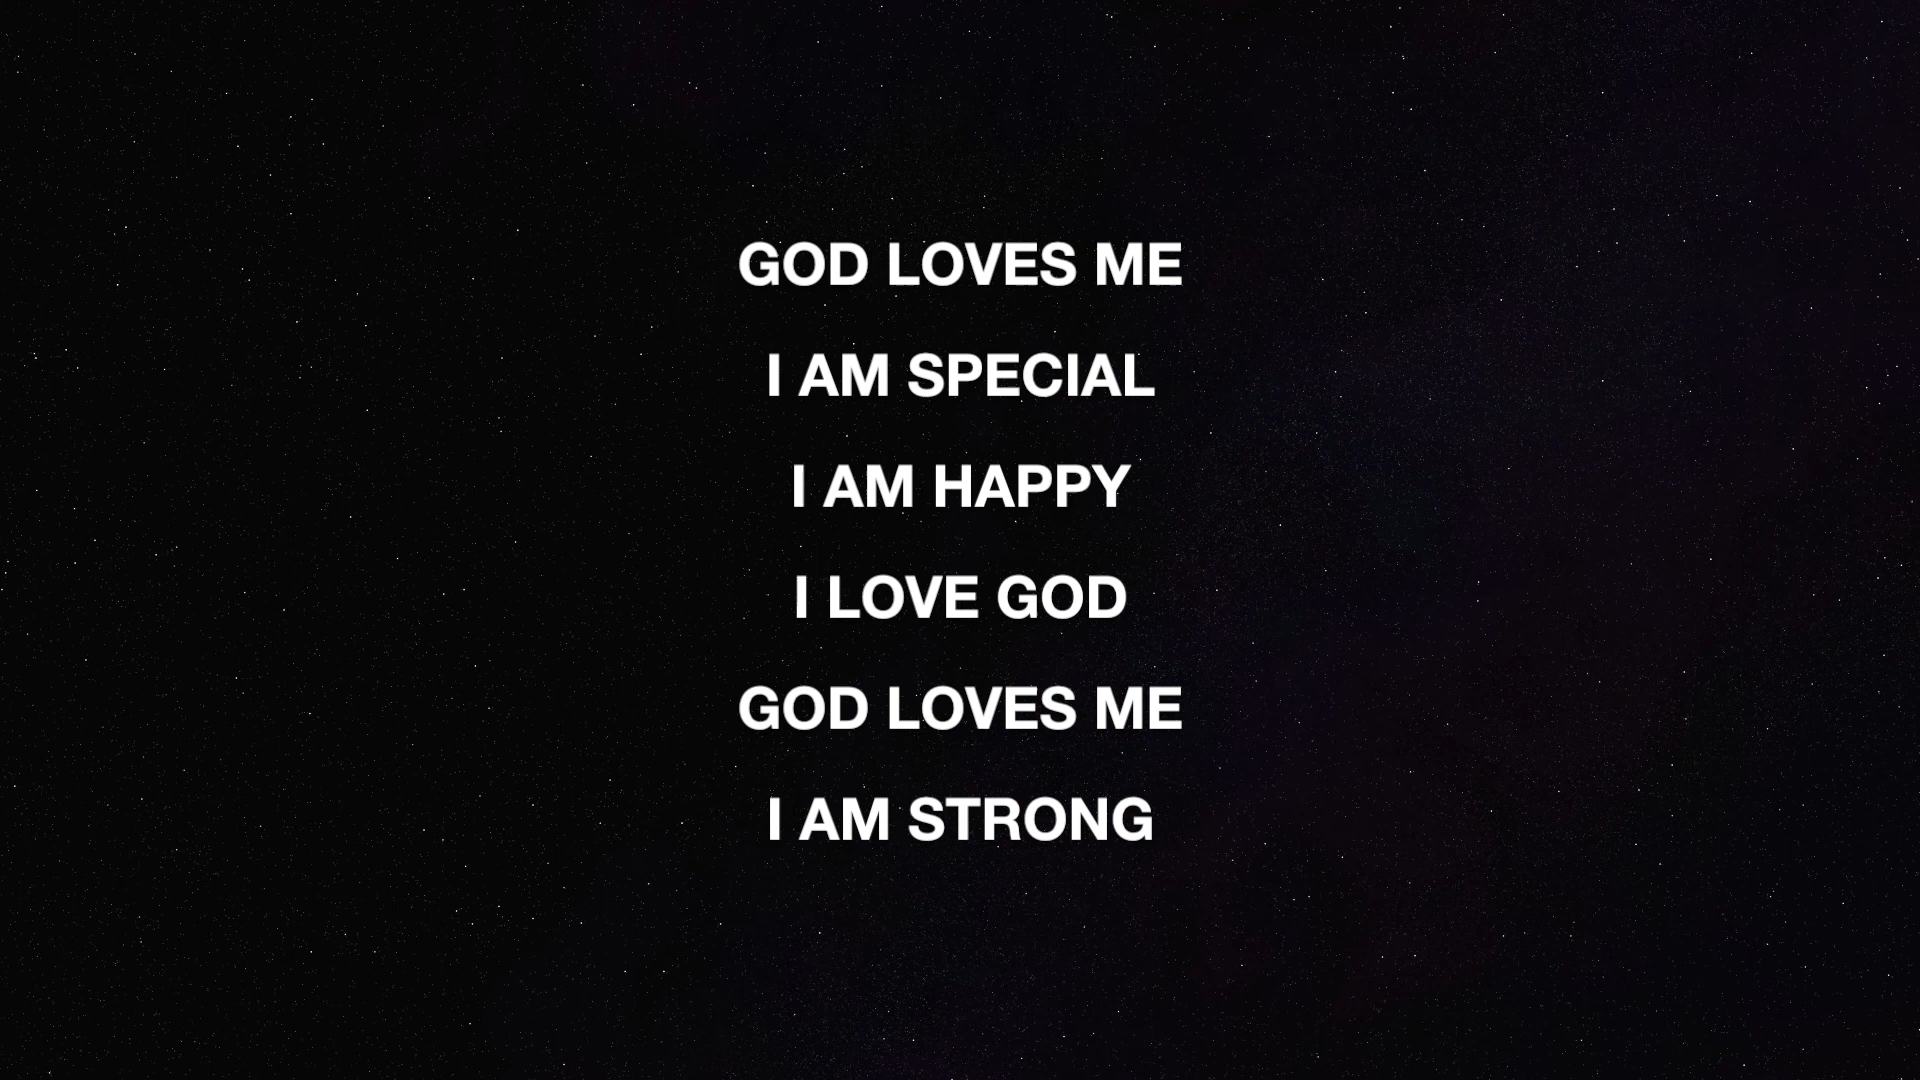 GOD LOVES ME
I AM SPECIAL
I AM HAPPY
I LOVE GOD
GOD LOVES ME
I AM STRONG